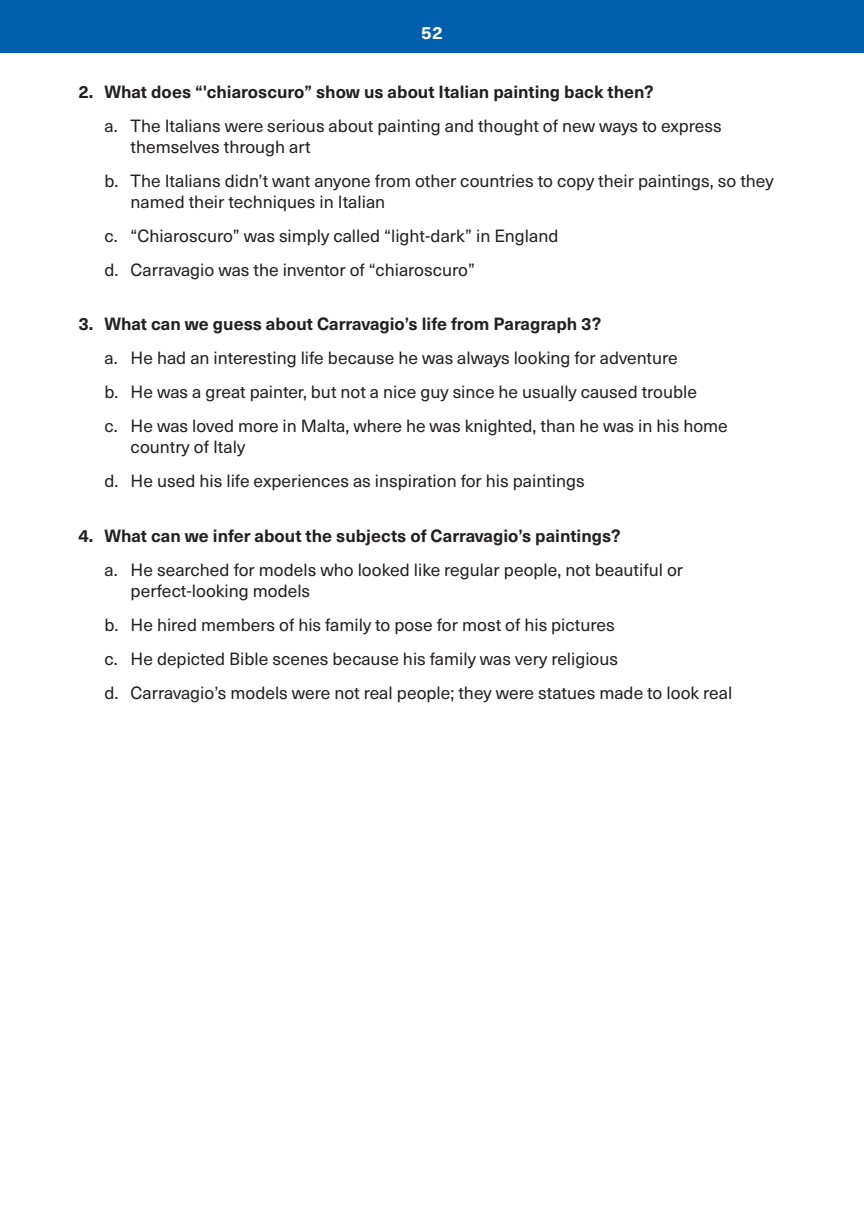 52
2. What does “'chiaroscuro” show us about Italian painting back then?
a. The Italians were serious about painting and thought of new ways to express
themselves through art
b. The Italians didn’t want anyone from other countries to copy their paintings, so they
named their techniques in Italian
c. “Chiaroscuro” was simply called “light-dark” in England
d. Carravagio was the inventor of “chiaroscuro”
3. What can we guess about Carravagio’s life from Paragraph 3?
a. He had an interesting life because he was always looking for adventure
b. He was a great painter, but not a nice guy since he usually caused trouble
c. He was loved more in Malta, where he was knighted, than he was in his home
country of Italy
d. He used his life experiences as inspiration for his paintings
4. What can we infer about the subjects of Carravagio’s paintings?
a. He searched for models who looked like regular people, not beautiful or
perfect-looking models
b. He hired members of his family to pose for most of his pictures
c. He depicted Bible scenes because his family was very religious
d. Carravagio’s models were not real people; they were statues made to look real